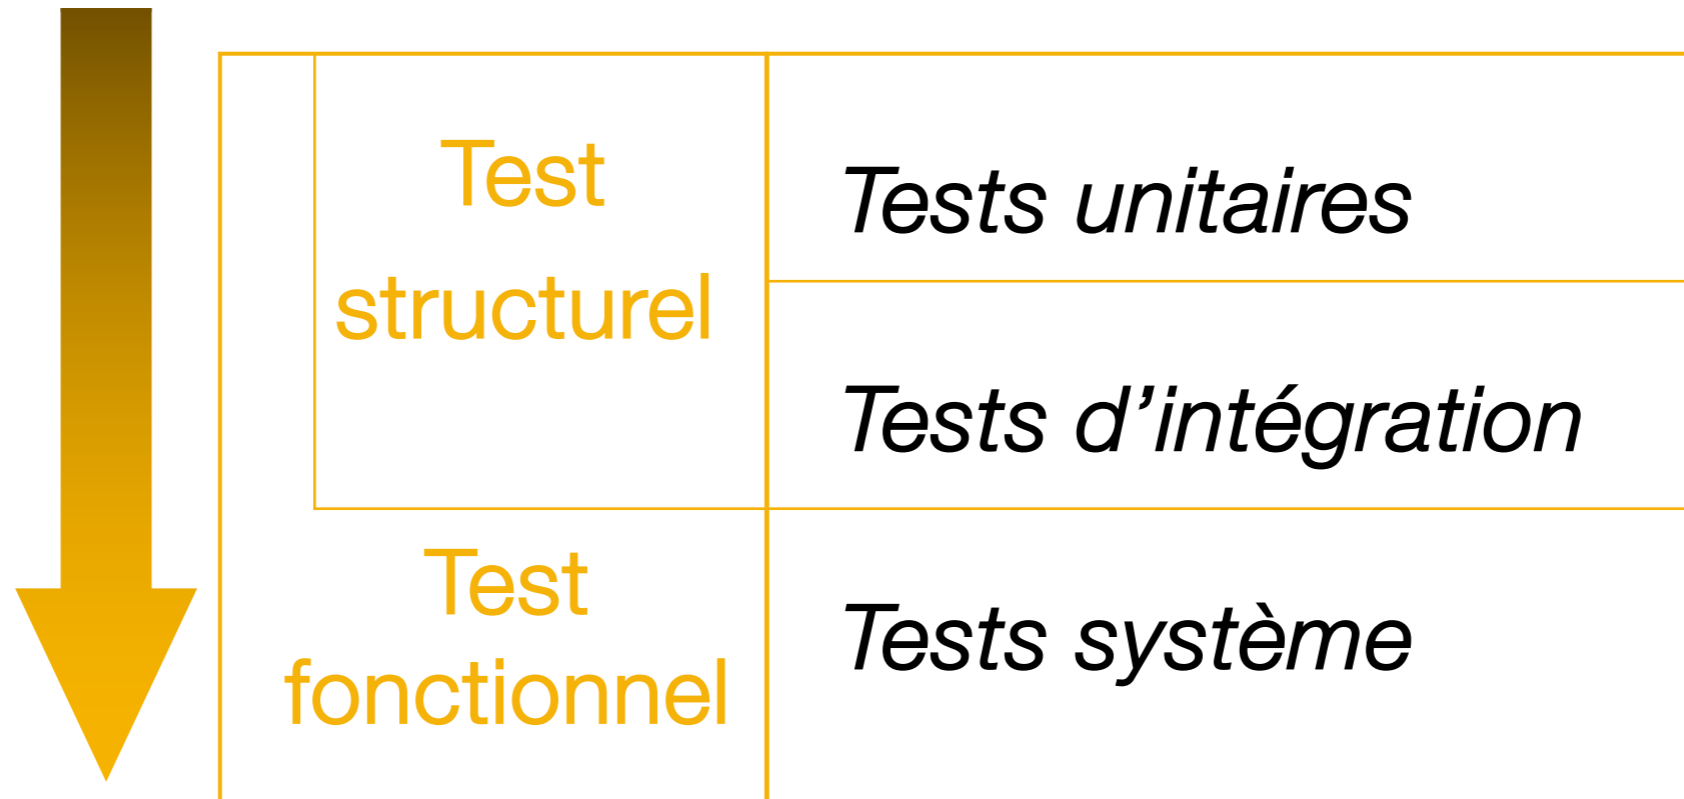 Test
structurel
Tests unitaires
Tests d’intégration
Test
fonctionnel
Tests système